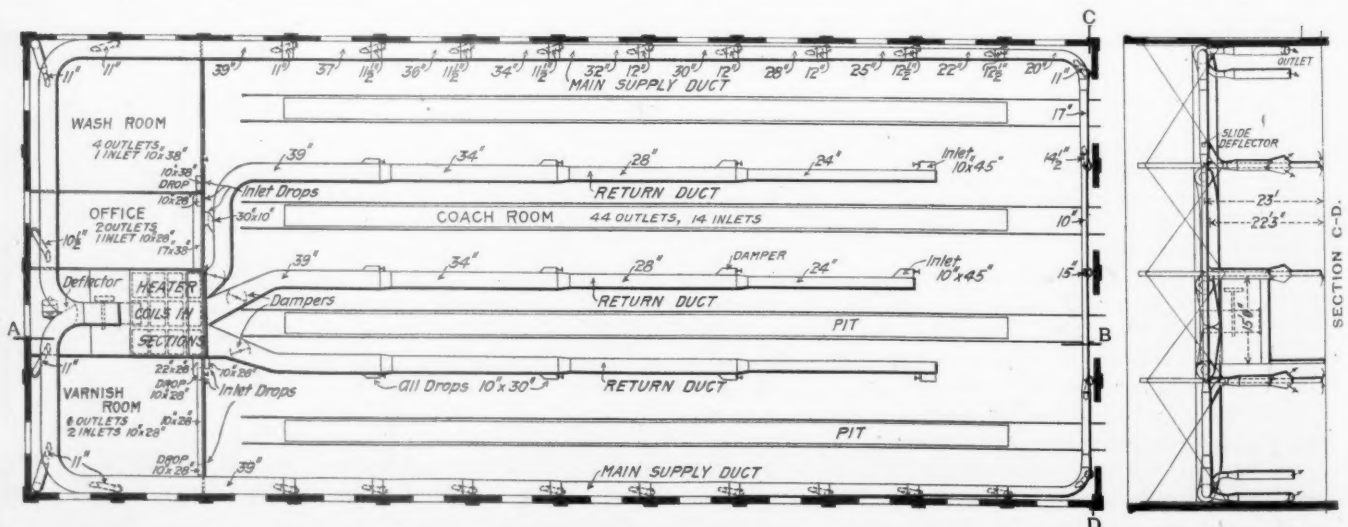 C
11"
11"
39"
11"
37"
11½"
36"
11½"
34"
11½"
32"
12"
30"
12"
28"
12"
25"
12½"
22"
12½"
20"
11"
MAIN SUPPLY DUCT
17"
OUTLET
WASH ROOM
4 OUTLETS
1 INLET 10"x38"
SLIDE
DEFLECTOR
10"x38"
DROP
10"x28"
Inlet Drops
39"
34"
28"
24"
Inlet
10"x45"
14½"
RETURN DUCT
OFFICE
2 OUTLETS
1 INLET 10"x28"
17"x38"
30"x10"
COACH ROOM 44 OUTLETS, 14 INLETS
10"
23'
22'3"
10½"
39"
34"
28"
DAMPER
24"
Inlet
10"x45"
15"
RETURN DUCT
Deflector
HEATER
COILS IN
SECTIONS
Dampers
PIT
A
B
15'0"
SECTION C-D.
11"
22"x28"
10"x28"
DROP
10"x28"
Inlet Drops
All Drops 10"x30"
RETURN DUCT
VARNISH
ROOM
6 OUTLETS
2 INLETS 10"x28"
10"x28"
PIT
11"
DROP
10"x28"
39"
MAIN SUPPLY DUCT
D